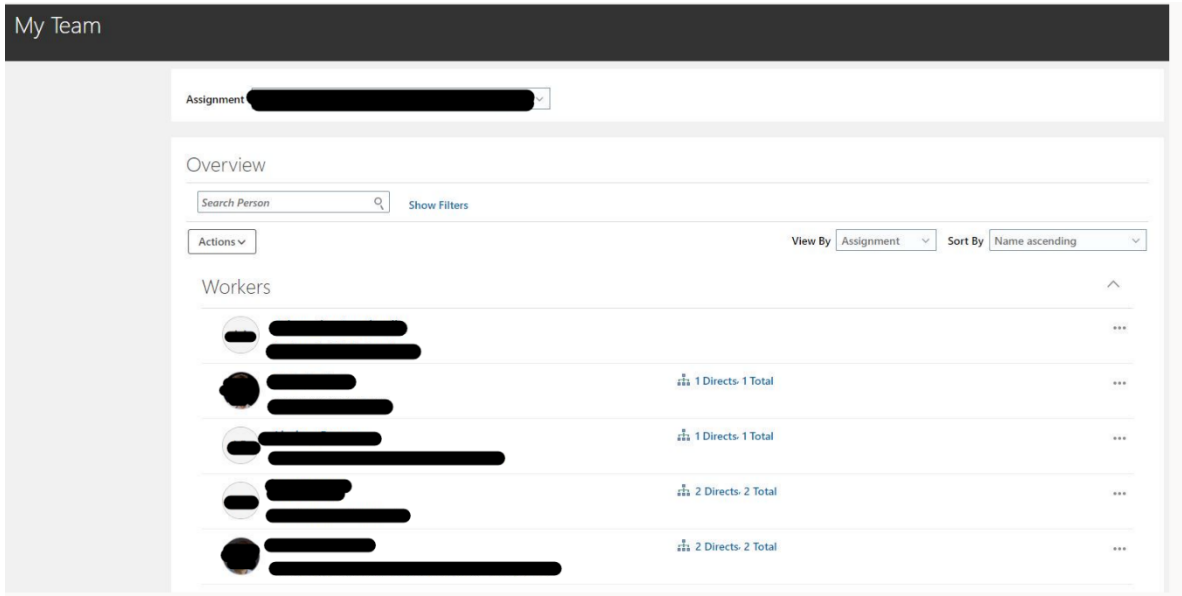 My Team
Assignment
Overview
Search Person
Show Filters
Actions
View By Assignment Sort By Name ascending
Workers
1 Directs, 1 Total
1 Directs, 1 Total
2 Directs, 2 Total
2 Directs, 2 Total